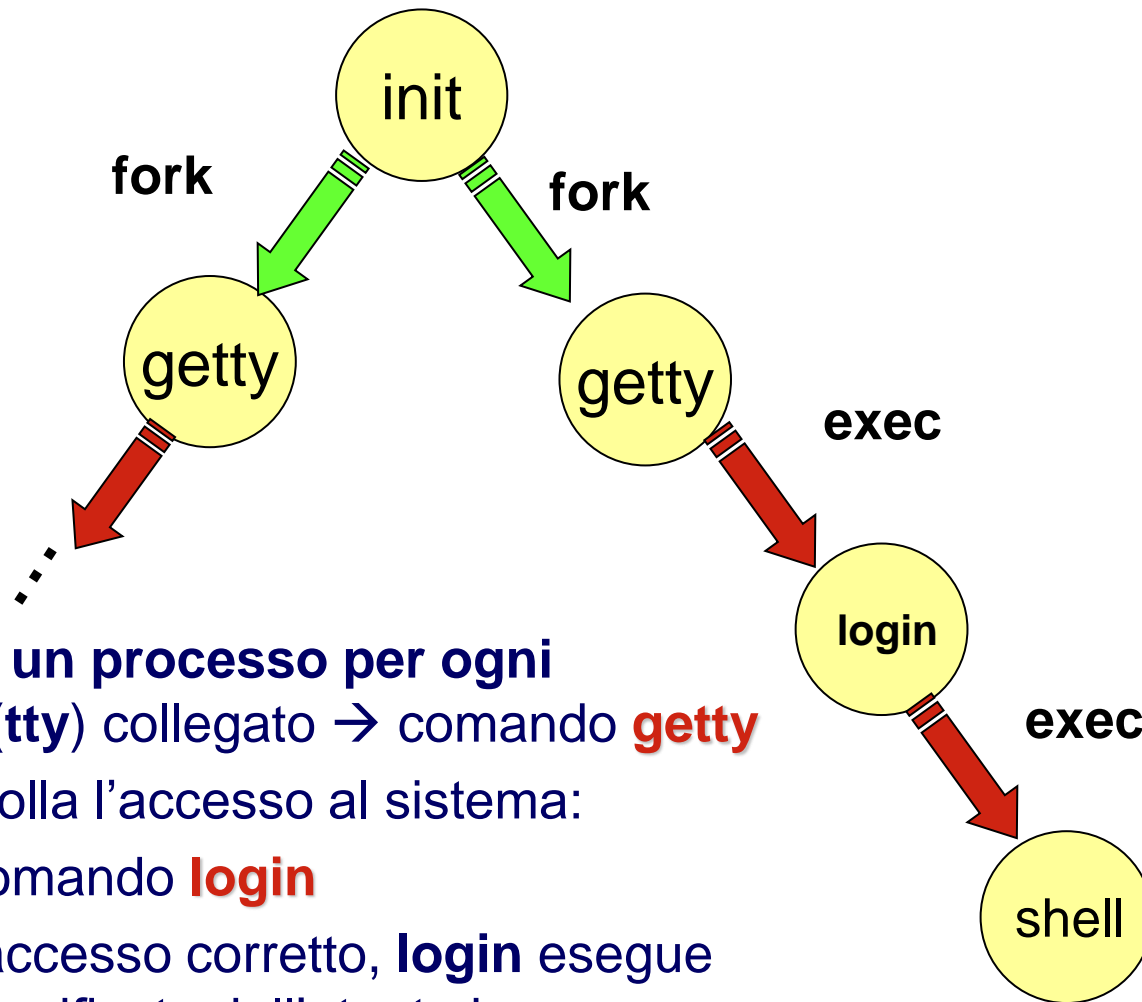 init
fork
fork
getty
getty
exec
...
login
un processo per ogni
(tty) collegato → comando getty
exec
olla l'accesso al sistema:
omando login
accesso corretto, login esegue
shell